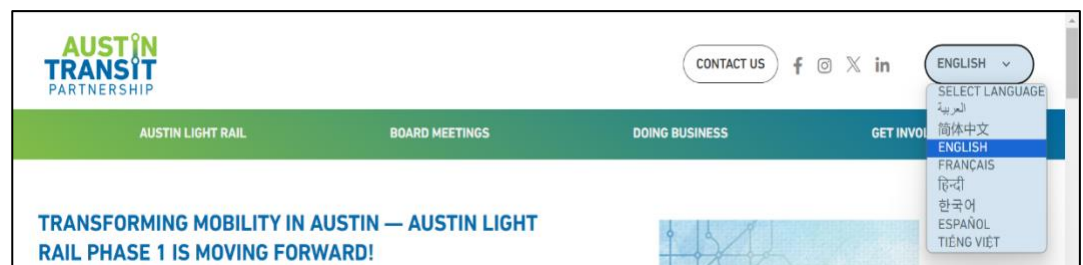 AUSTIN
TRANSIT
PARTNERSHIP
CONTACT US
ENGLISH
SELECT LANGUAGE
العربية
简体中文
ENGLISH
FRANÇAIS
हिन्दी
한국어
ESPAÑOL
TIẾNG VIỆT
AUSTIN LIGHT RAIL
BOARD MEETINGS
DOING BUSINESS
GET INVOL
TRANSFORMING MOBILITY IN AUSTIN — AUSTIN LIGHT
RAIL PHASE 1 IS MOVING FORWARD!